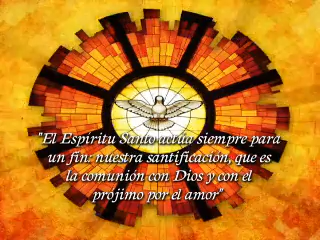 "El Espíritu Santo actúa siempre para
un fin: nuestra santificación, que es
la comunión con Dios y con el
prójimo por el amor"